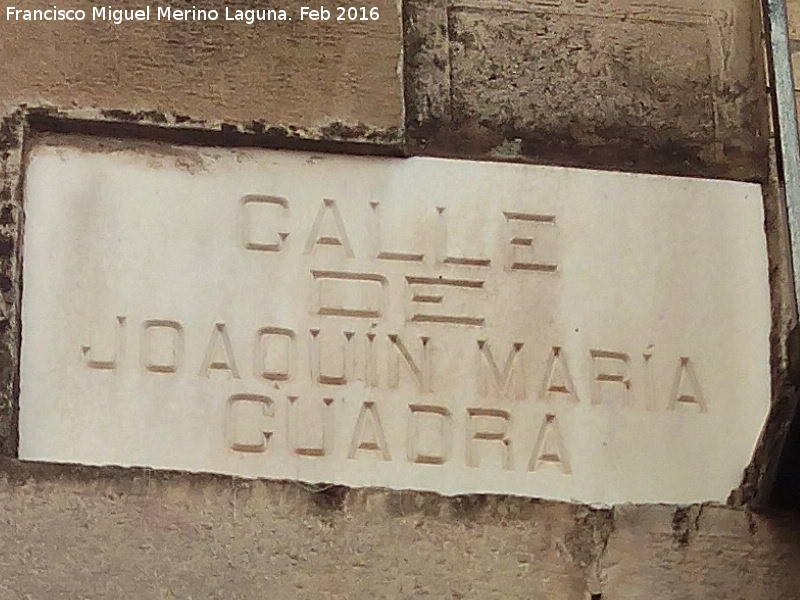 Francisco Miguel Merino Laguna. Feb 2016
CALLE
DE
JOAQUÍN MARÍA
CUADRA